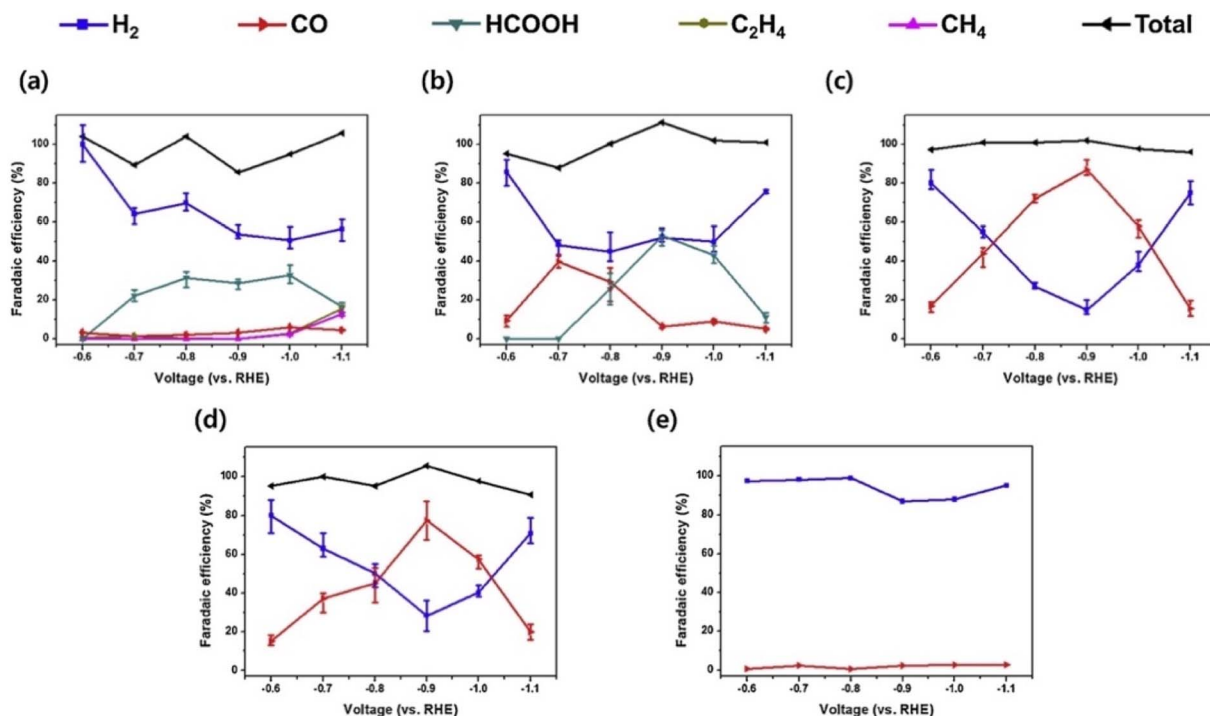 H₂ CO HCOOH C₂H₄ CH₄ Total
(a) (b) (c)
Faradaic efficiency (%)
100
80
60
40
20
0
-0.6 -0.7 -0.8 -0.9 -1.0 -1.1
Voltage (vs. RHE)
Faradaic efficiency (%)
100
80
60
40
20
0
-0.6 -0.7 -0.8 -0.9 -1.0 -1.1
Voltage (vs. RHE)
Faradaic efficiency (%)
100
80
60
40
20
0
-0.6 -0.7 -0.8 -0.9 -1.0 -1.1
Voltage (vs. RHE)
(d) (e)
Faradaic efficiency (%)
100
80
60
40
20
0
-0.6 -0.7 -0.8 -0.9 -1.0 -1.1
Voltage (vs. RHE)
Faradaic efficiency (%)
100
80
60
40
20
0
-0.6 -0.7 -0.8 -0.9 -1.0 -1.1
Voltage (vs. RHE)